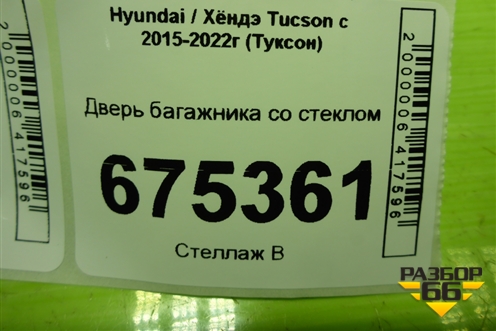 Hyundai / Хёндэ Tucson с
2015-2022г (Туксон)
Дверь багажника со стеклом
675361
Стеллаж В
2000006417596
2000006417596
РАЗБОР
66